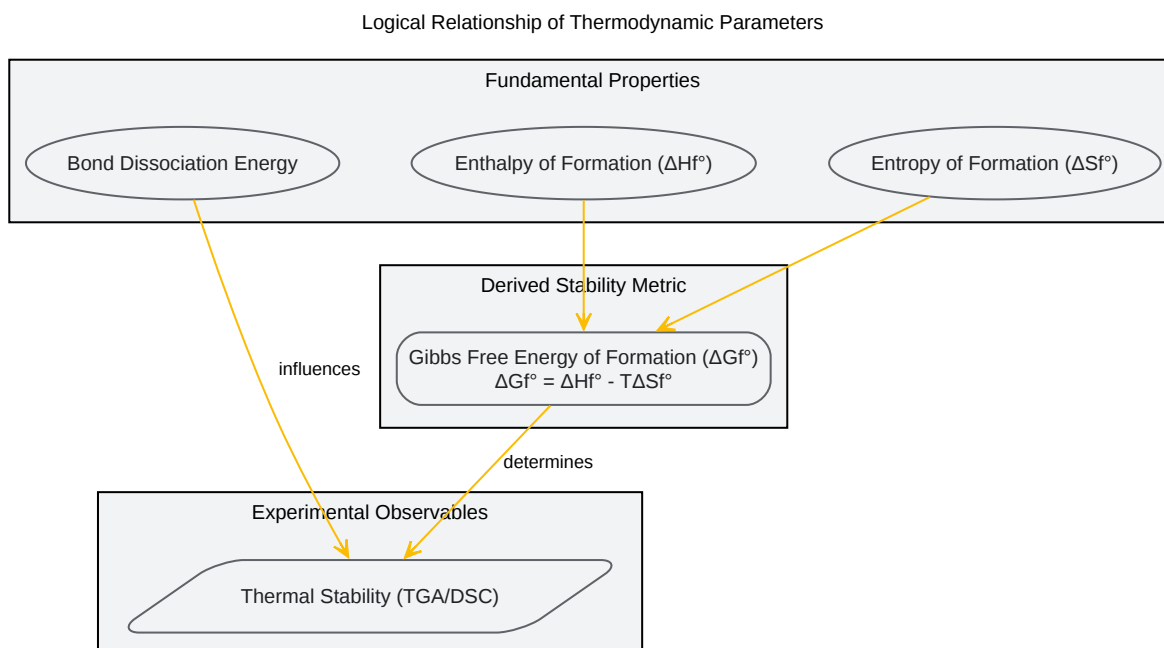 Logical Relationship of Thermodynamic Parameters
Fundamental Properties
Bond Dissociation Energy
Enthalpy of Formation (ΔHf°)
Entropy of Formation (ΔSf°)
Derived Stability Metric
Gibbs Free Energy of Formation (ΔGf°)
ΔGf° = ΔHf° - TΔSf°
influences
determines
Experimental Observables
Thermal Stability (TGA/DSC)